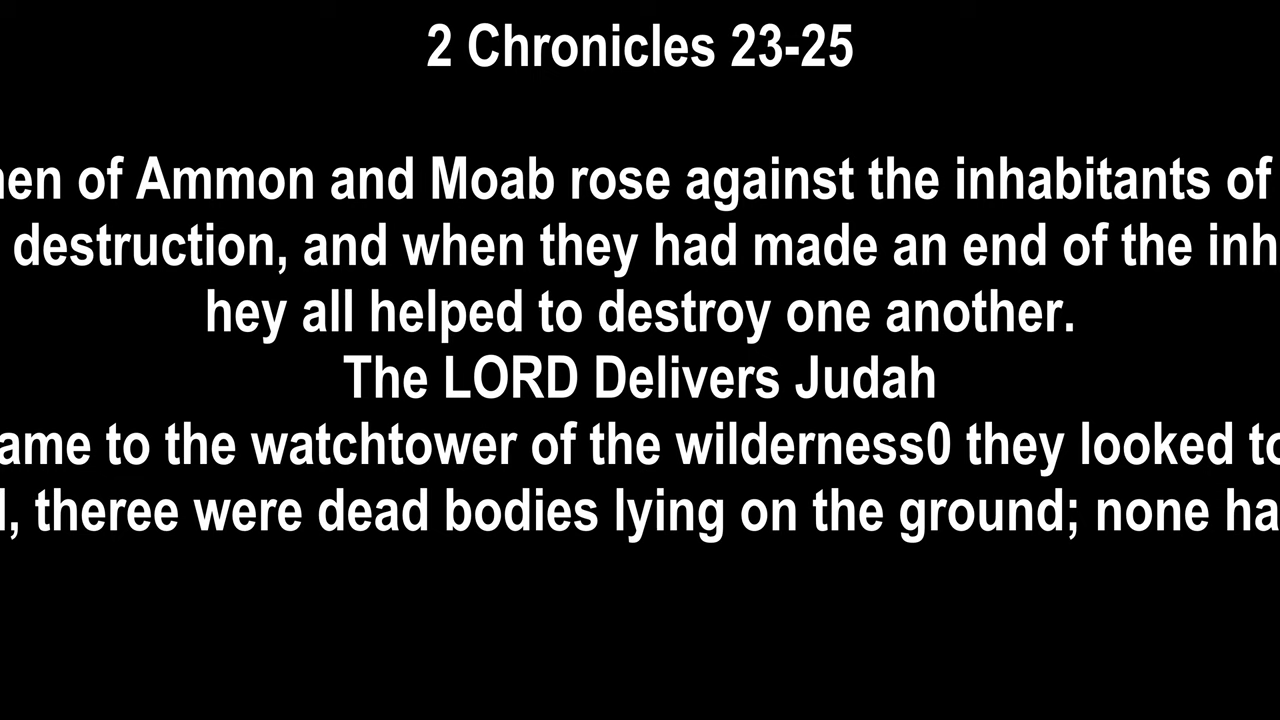 2 Chronicles 23-25
hen of Ammon and Moab rose against the inhabitants of
destruction, and when they had made an end of the inh
hey all helped to destroy one another.
The LORD Delivers Judah
ame to the watchtower of the wilderness0 they looked to
, theree were dead bodies lying on the ground; none ha